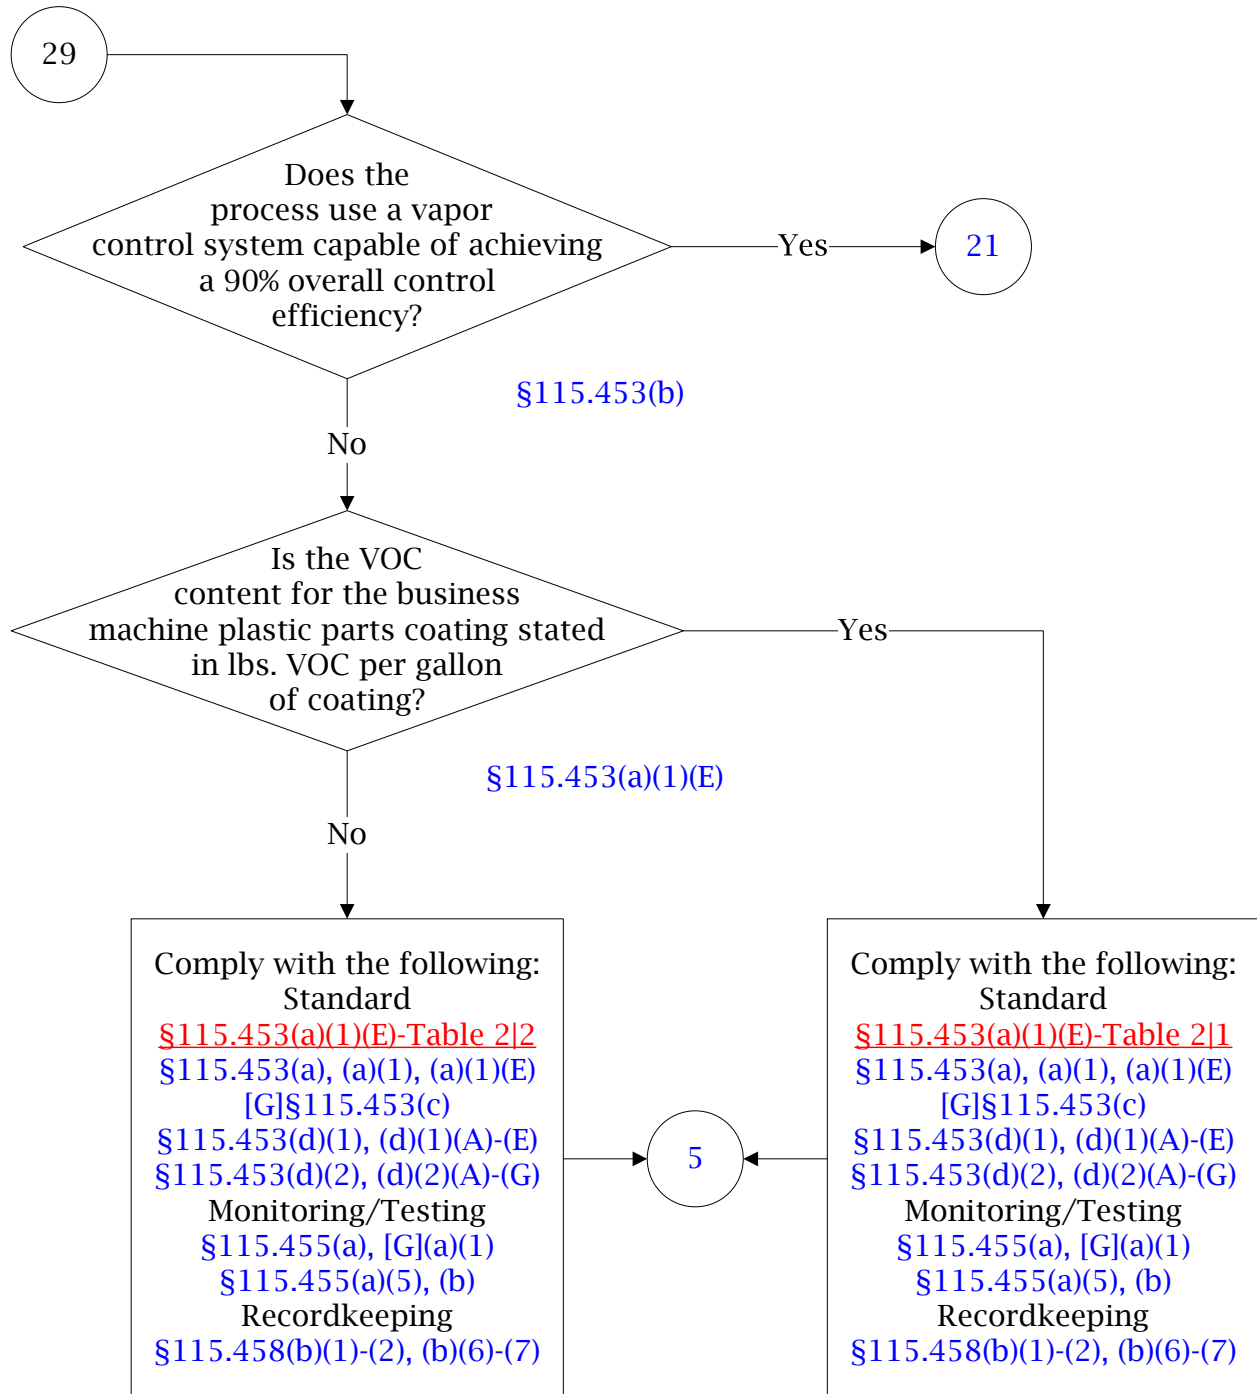 29
Does the
process use a vapor
control system capable of achieving
a 90% overall control
efficiency?
Yes
21
§115.453(b)
No
Is the VOC
content for the business
machine plastic parts coating stated
in lbs. VOC per gallon
of coating?
Yes
§115.453(a)(1)(E)
No
Comply with the following:
Standard
§115.453(a)(1)(E)-Table 2|2
§115.453(a), (a)(1), (a)(1)(E)
[G]§115.453(c)
§115.453(d)(1), (d)(1)(A)-(E)
§115.453(d)(2), (d)(2)(A)-(G)
Monitoring/Testing
§115.455(a), [G](a)(1)
§115.455(a)(5), (b)
Recordkeeping
§115.458(b)(1)-(2), (b)(6)-(7)
5
Comply with the following:
Standard
§115.453(a)(1)(E)-Table 2|1
§115.453(a), (a)(1), (a)(1)(E)
[G]§115.453(c)
§115.453(d)(1), (d)(1)(A)-(E)
§115.453(d)(2), (d)(2)(A)-(G)
Monitoring/Testing
§115.455(a), [G](a)(1)
§115.455(a)(5), (b)
Recordkeeping
§115.458(b)(1)-(2), (b)(6)-(7)